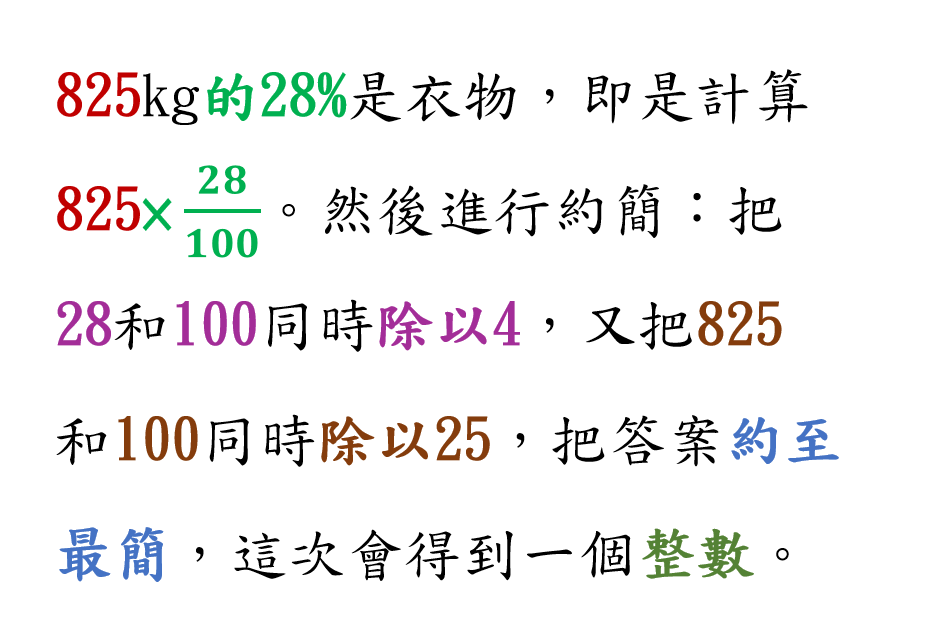 825kg的28%是衣物，即是計算
825×28/100。然後進行約簡：把
28和100同時除以4，又把825
和100同時除以25，把答案約至
最簡，這次會得到一個整數。